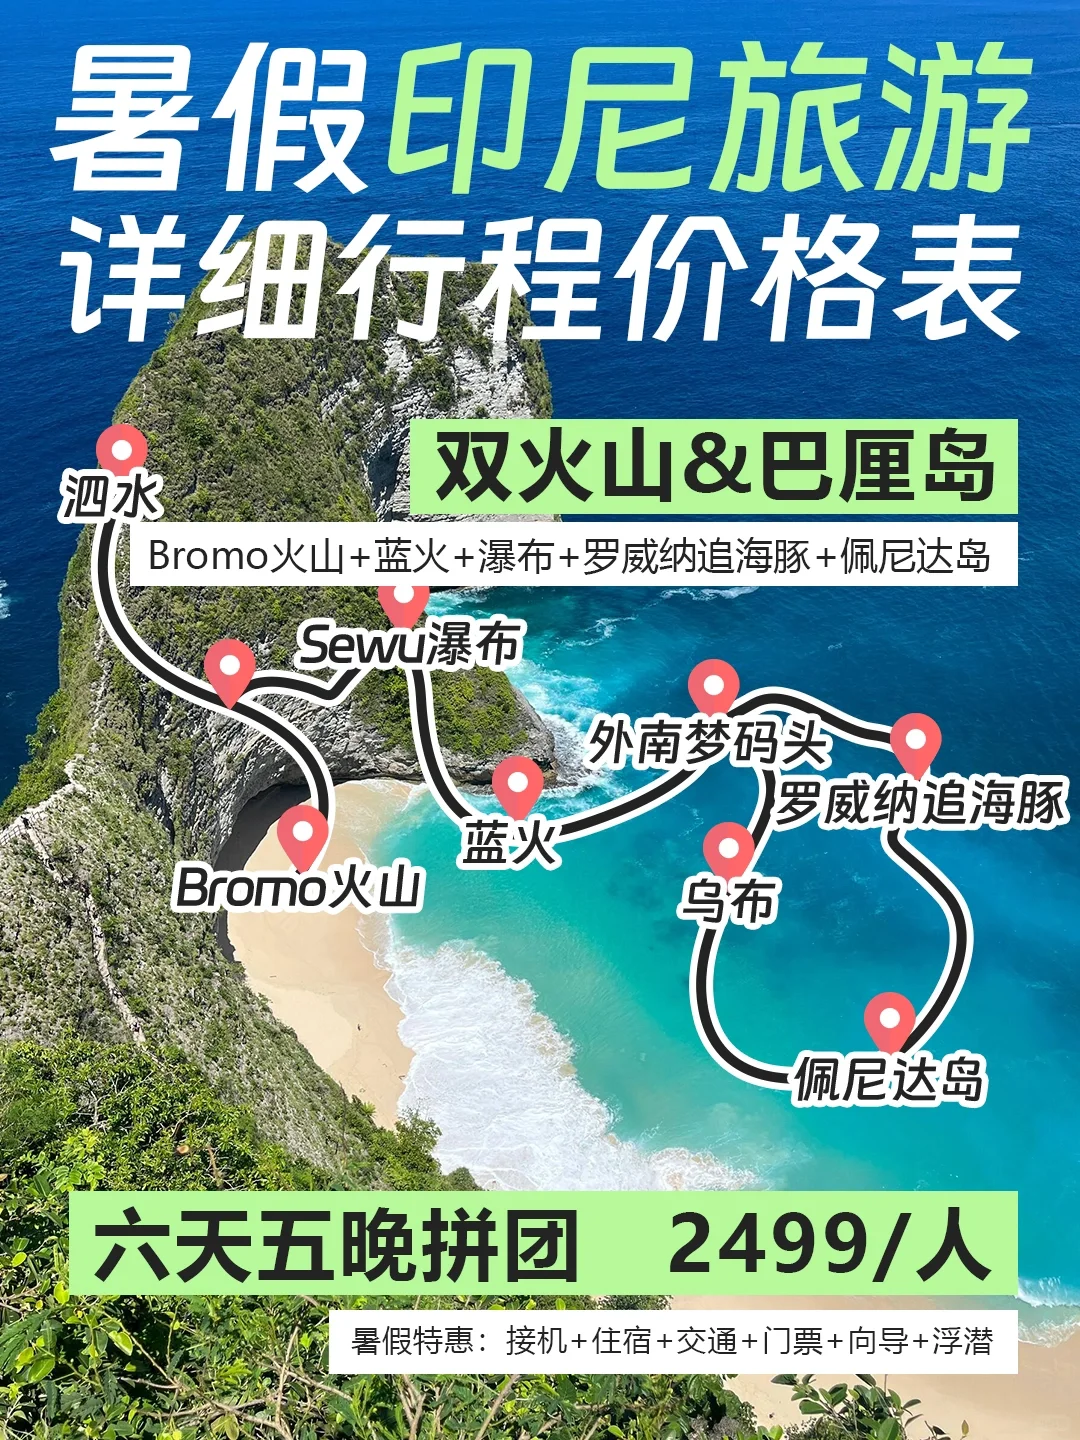 暑假印尼旅游
详细行程价格表
双火山&巴厘岛
Bromo火山+蓝火+瀑布+罗威纳追海豚+佩尼达岛
泗水
Sewu瀑布
外南梦码头
罗威纳追海豚
蓝火
Bromo火山
乌布
佩尼达岛
六天五晚拼团 2499/人
暑假特惠：接机+住宿+交通+门票+向导+浮潜